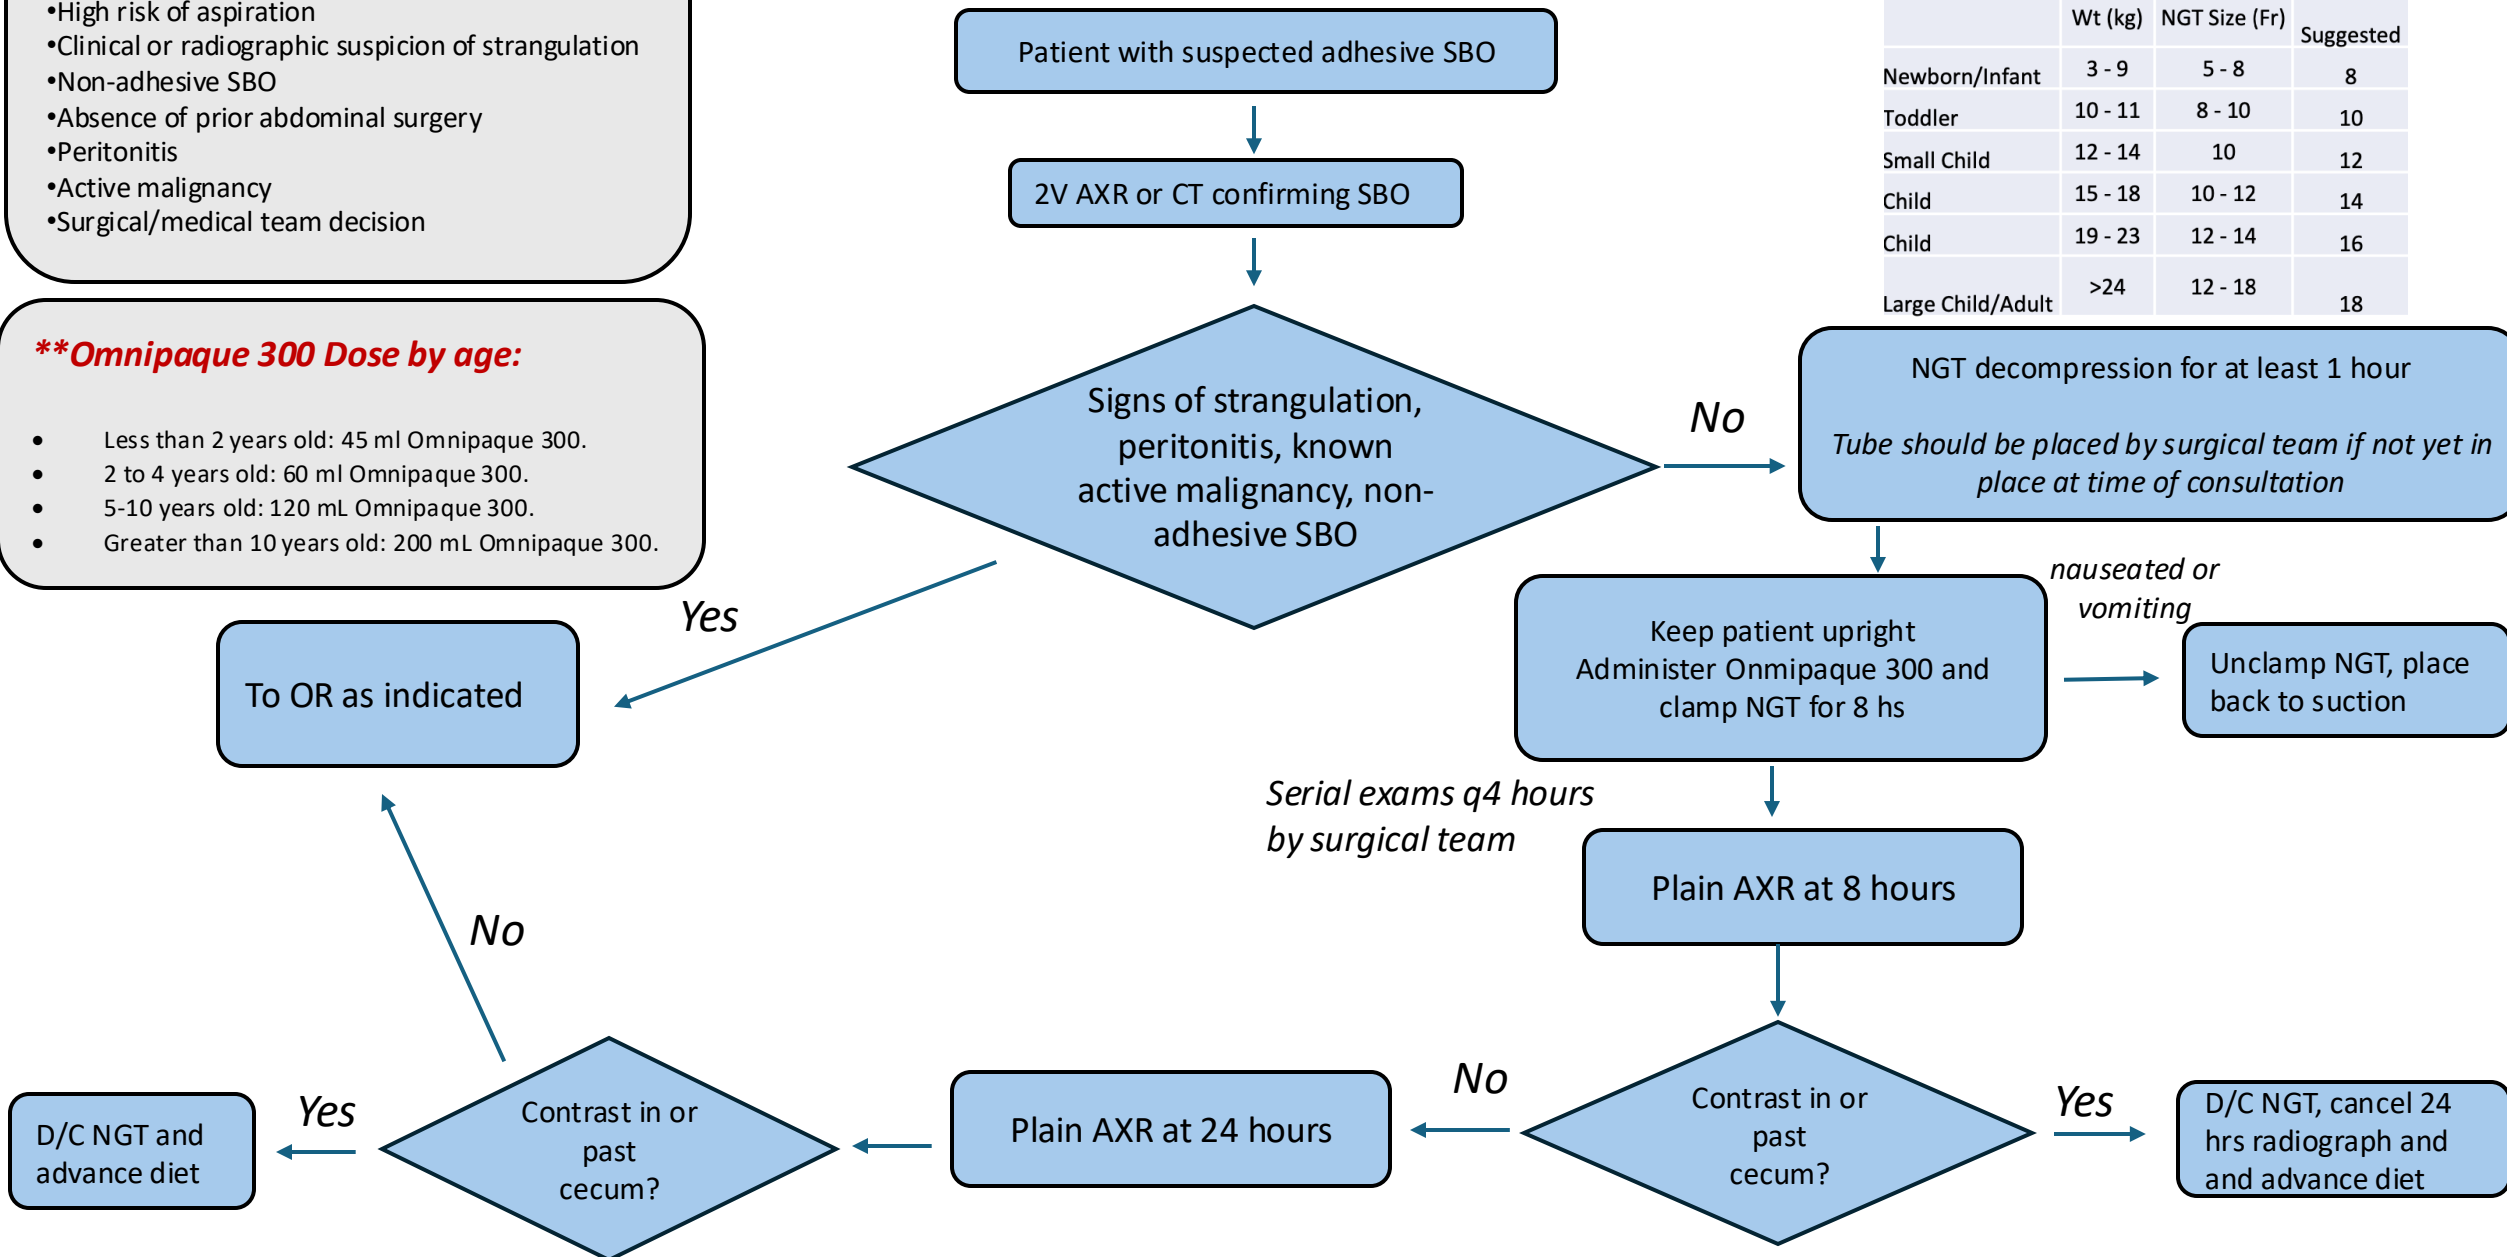 •High risk of aspiration
•Clinical or radiographic suspicion of strangulation
•Non-adhesive SBO
•Absence of prior abdominal surgery
•Peritonitis
•Active malignancy
•Surgical/medical team decision
**Omnipaque 300 Dose by age:
• Less than 2 years old: 45 ml Omnipaque 300.
• 2 to 4 years old: 60 ml Omnipaque 300.
• 5-10 years old: 120 mL Omnipaque 300.
• Greater than 10 years old: 200 mL Omnipaque 300.
Patient with suspected adhesive SBO
2V AXR or CT confirming SBO
Signs of strangulation,
peritonitis, known
active malignancy, non-
adhesive SBO
Wt (kg) NGT Size (Fr) Suggested
Newborn/Infant 3 - 9 5 - 8 8
Toddler 10 - 11 8 - 10 10
Small Child 12 - 14 10 12
Child 15 - 18 10 - 12 14
Child 19 - 23 12 - 14 16
Large Child/Adult >24 12 - 18 18
No
NGT decompression for at least 1 hour
Tube should be placed by surgical team if not yet in
place at time of consultation
Yes
To OR as indicated
Keep patient upright
Administer Onmipaque 300 and
clamp NGT for 8 hs
nauseated or
vomiting
Unclamp NGT, place
back to suction
Serial exams q4 hours
by surgical team
Plain AXR at 8 hours
Contrast in or
past
cecum?
Yes
D/C NGT, cancel 24
hrs radiograph and
and advance diet
No
Plain AXR at 24 hours
Contrast in or
past
cecum?
No
Yes
D/C NGT and
advance diet